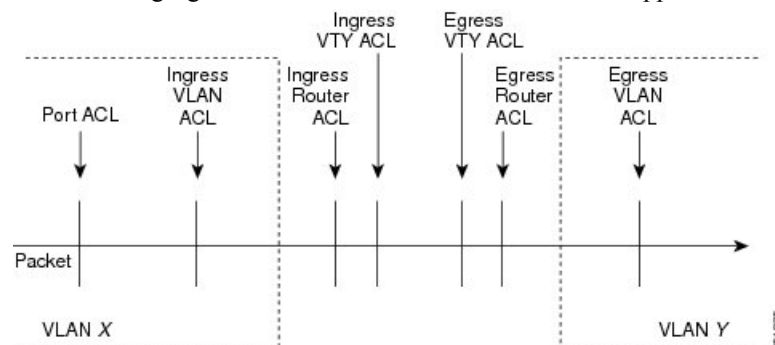 Ingress
VTY ACL
Egress
VTY ACL
Port ACL
Ingress
VLAN
ACL
Ingress
Router
ACL
Egress
Router
ACL
Egress
VLAN
ACL
Packet
VLAN X
VLAN Y